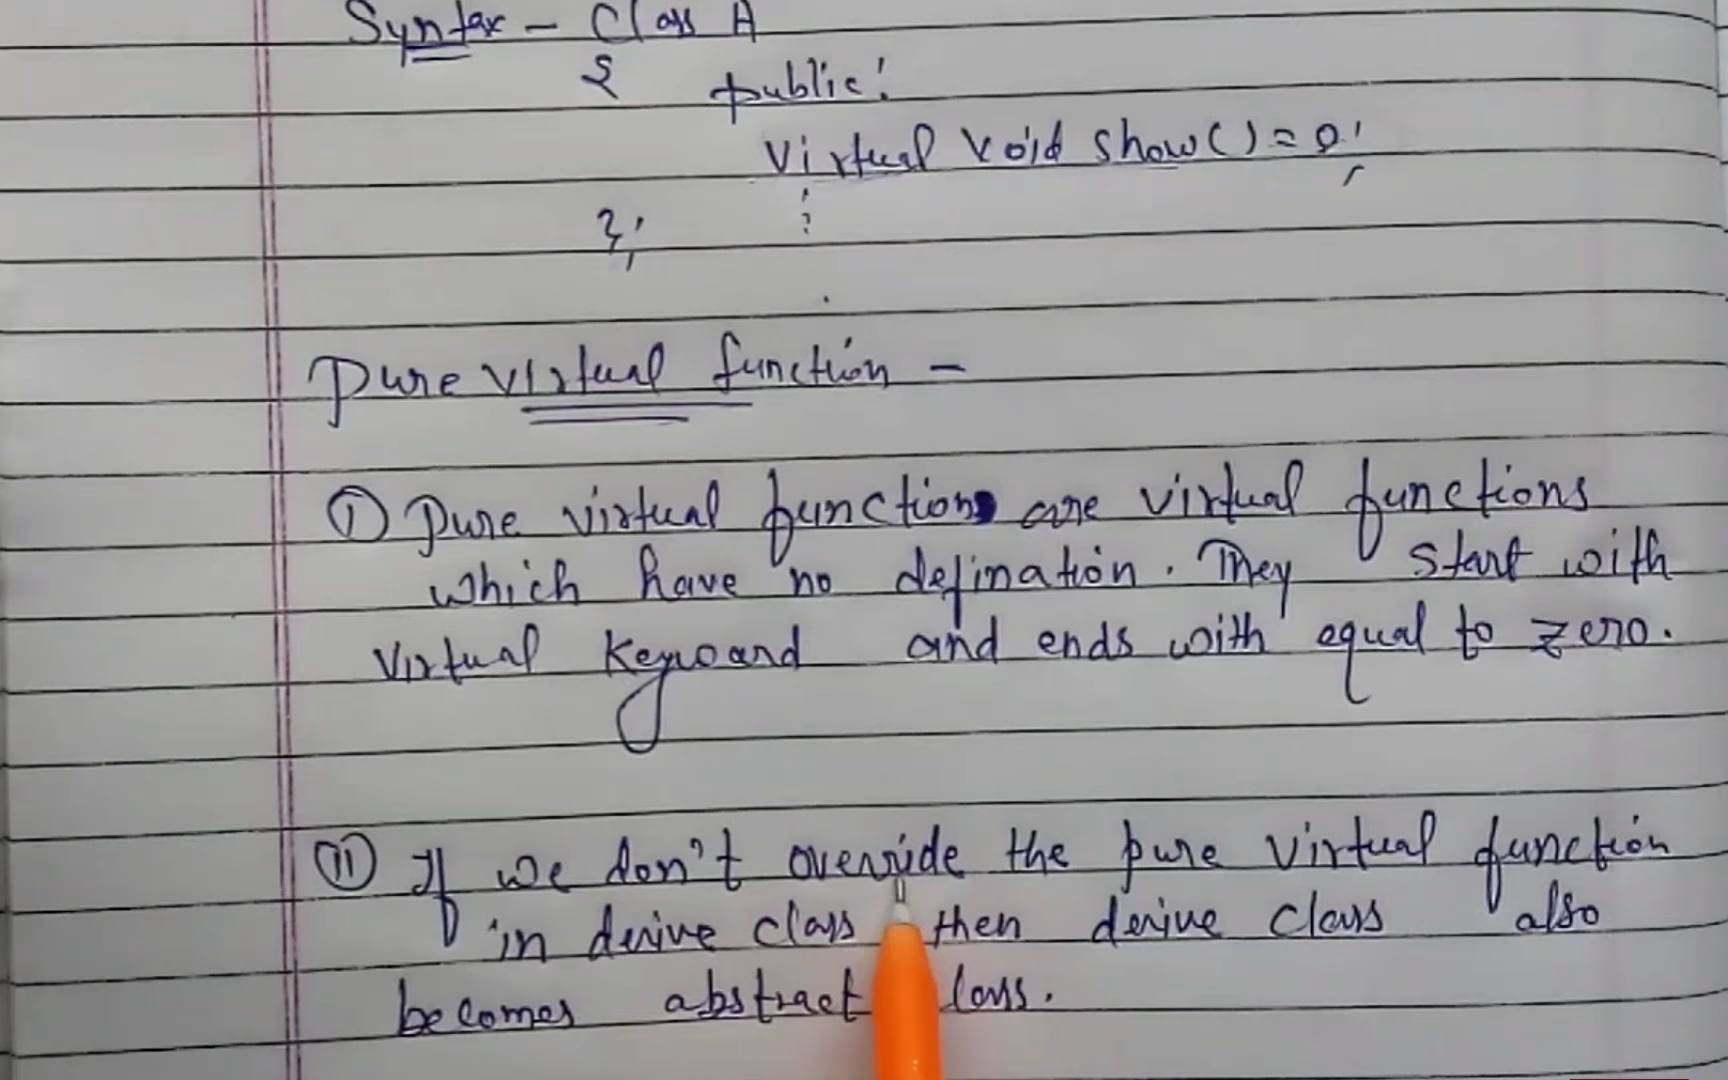 Syntax - Class A
{ public:
virtual void show() = 0;
⋮
};
Pure virtual function -
(i) Pure virtual functions are virtual functions
which have no defination. They start with
virtual keyword and ends with equal to zero.
(ii) If we don't override the pure virtual function
in derive class then derive class also
becomes abstract lass.